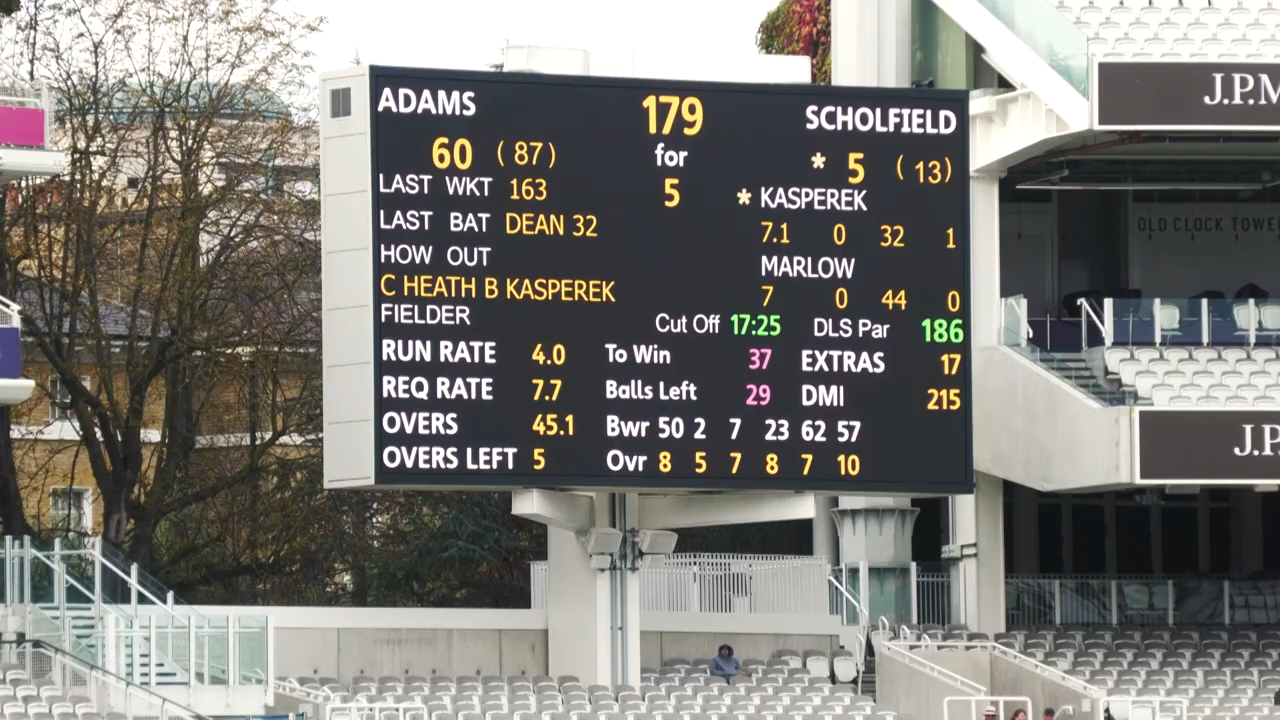 ADAMS 179 SCHOLFIELD
60 (87) for * 5 (13)
LAST WKT 163 5 * KASPEREK
LAST BAT DEAN 32 7.1 0 32 1
HOW OUT MARLOW
C HEATH B KASPEREK 7 0 44 0
FIELDER Cut Off 17:25 DLS Par 186
RUN RATE 4.0 To Win 37 EXTRAS 17
REQ RATE 7.7 Balls Left 29 DMI 215
OVERS 45.1 Bwr 50 2 7 23 62 57
OVERS LEFT 5 Ovr 8 5 7 8 7 10
J.P.M
OLD CLOCK TOWE
J.P.